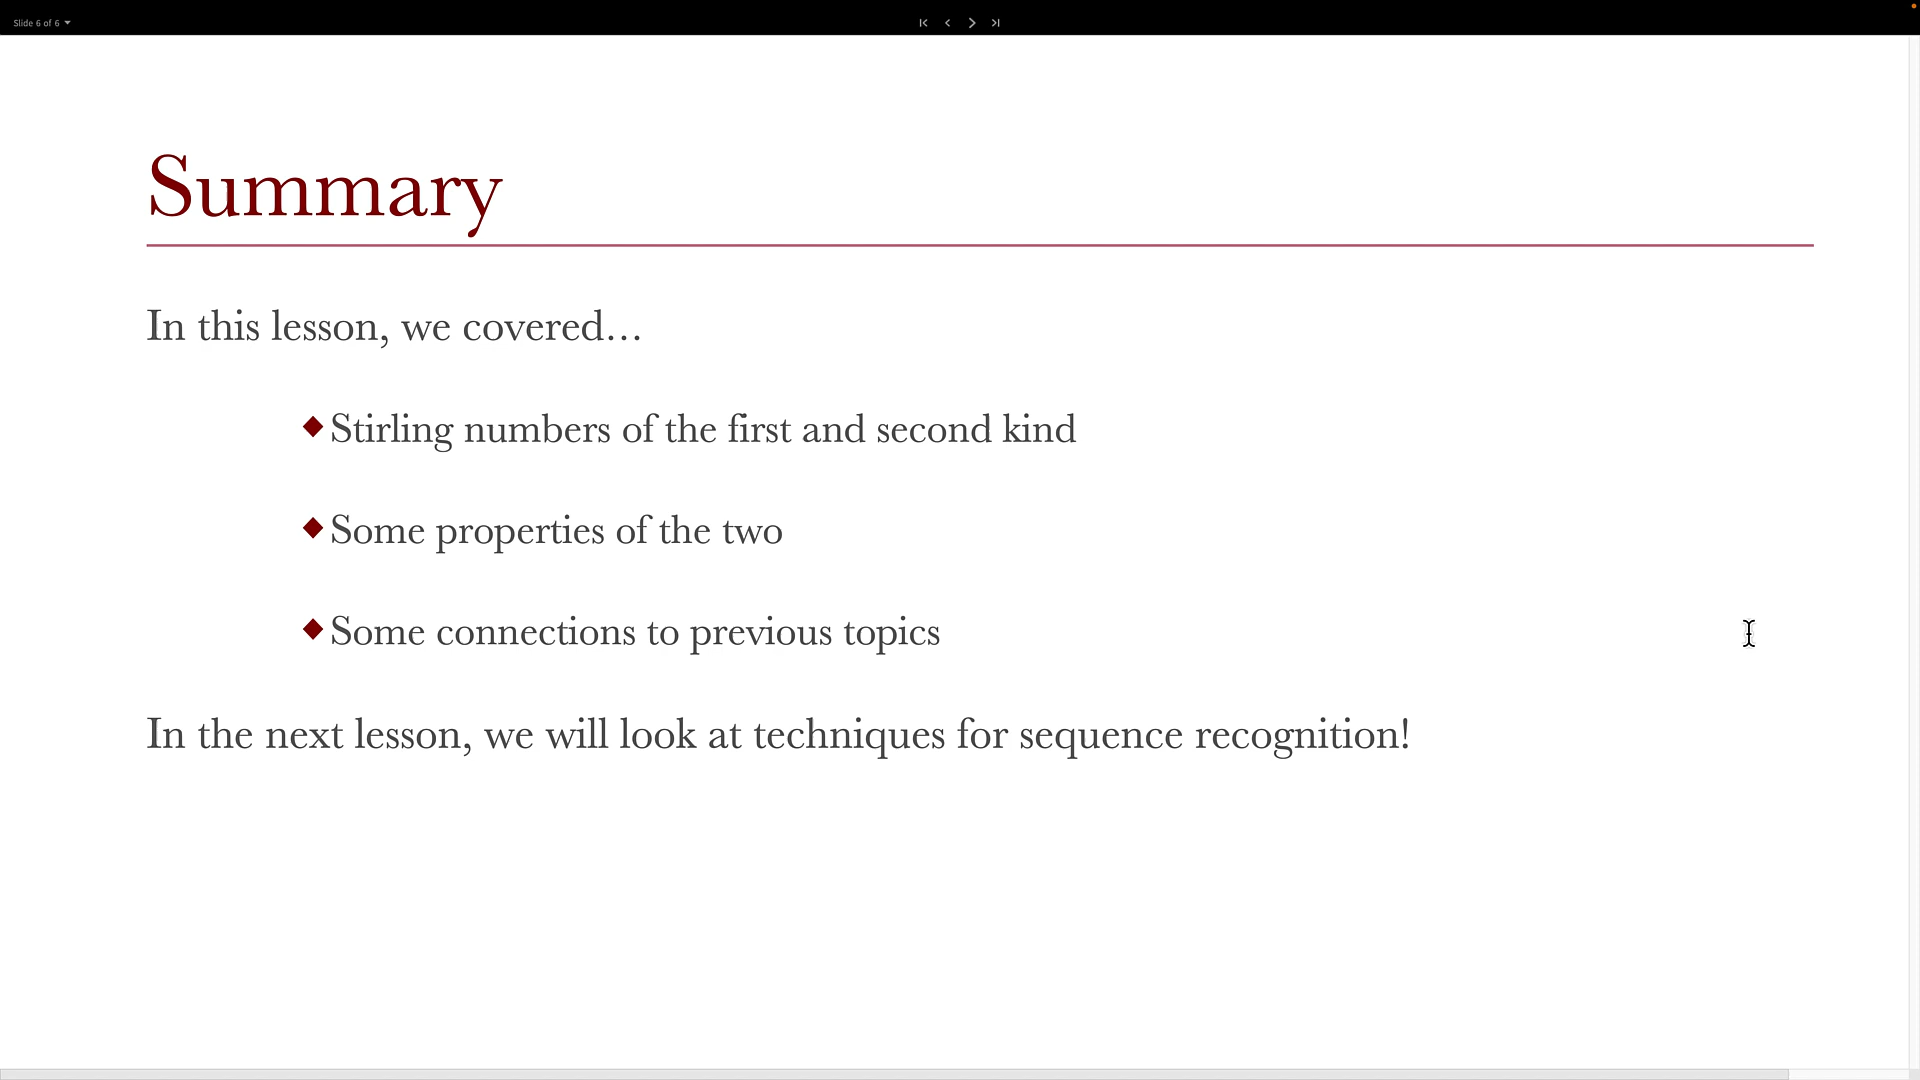 Slide 6 of 6
Summary
In this lesson, we covered…
Stirling numbers of the first and second kind
Some properties of the two
Some connections to previous topics
In the next lesson, we will look at techniques for sequence recognition!